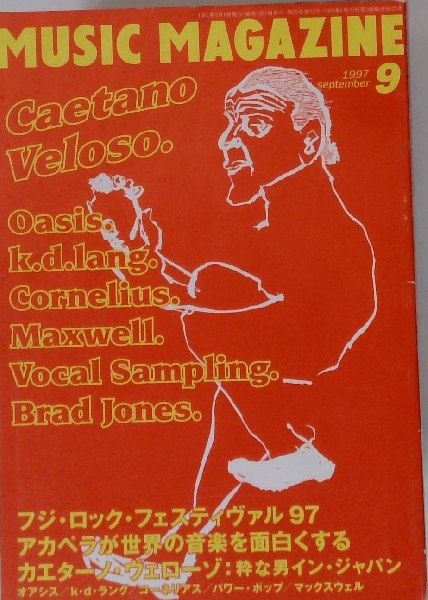 MUSIC MAGAZINE
1997
september 9
Caetano
Veloso.
Oasis.
k.d.lang.
Cornelius.
Maxwell.
Vocal Sampling.
Brad Jones.
フジ・ロック・フェスティヴァル 97
アカペラが世界の音楽を面白くする
カエターノ・ヴェローゾ：粋な男イン・ジャパン
オアシス／k・d・ラング／コーネリアス／パワー・ポップ／マックスウェル